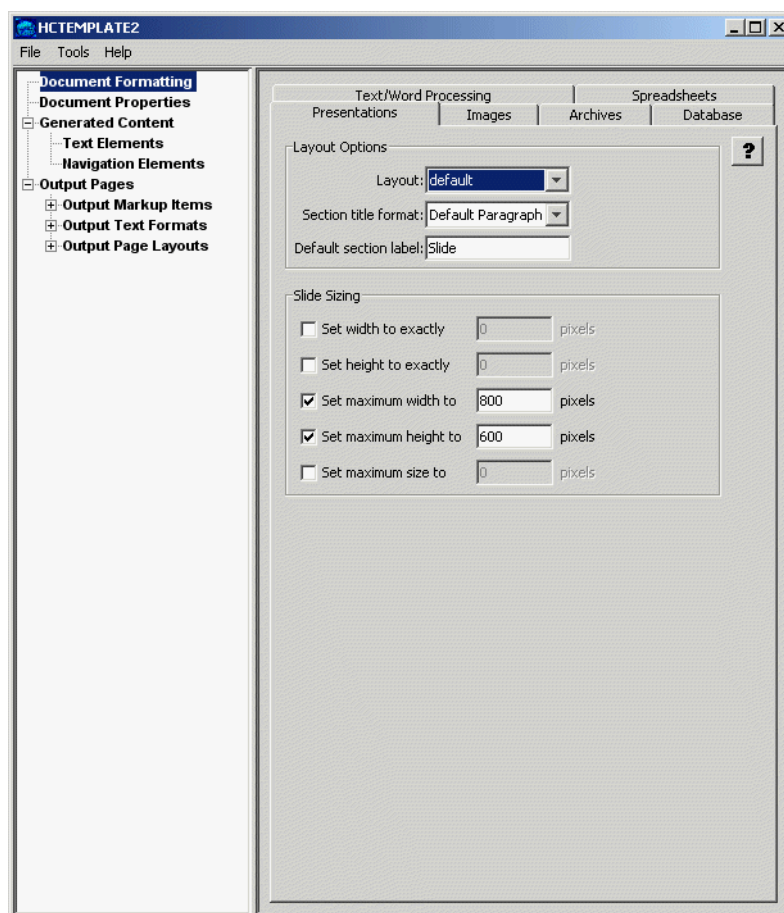 HCTEMPLATE2
File Tools Help
Document Formatting
Document Properties
Generated Content
Text Elements
Navigation Elements
Output Pages
Output Markup Items
Output Text Formats
Output Page Layouts
Text/Word Processing Spreadsheets
Presentations Images Archives Database
?
Layout Options
Layout: default
Section title format: Default Paragraph
Default section label: Slide
Slide Sizing
Set width to exactly 0 pixels
Set height to exactly 0 pixels
Set maximum width to 800 pixels
Set maximum height to 600 pixels
Set maximum size to 0 pixels